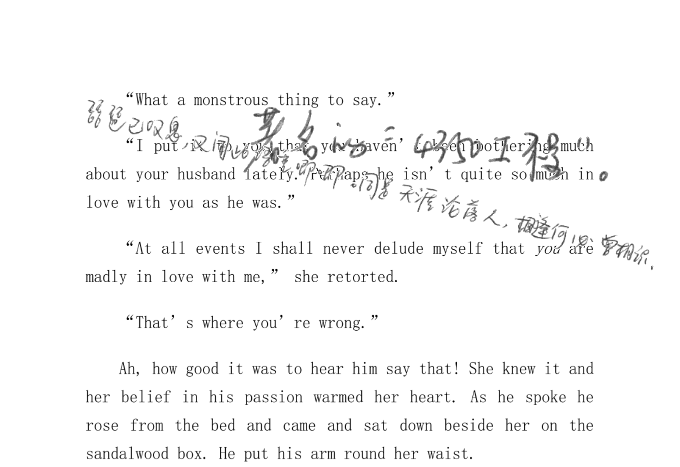 “What a monstrous thing to say.”
“I put it to you that you haven’t been bothering much
about your husband lately. Perhaps he isn’t quite so much in
love with you as he was.”
琵琶已叹息,又闻此语重唧唧:同是天涯沦落人,相逢何必曾相识.
“At all events I shall never delude myself that you are
madly in love with me,” she retorted.
“That’s where you’re wrong.”
Ah, how good it was to hear him say that! She knew it and
her belief in his passion warmed her heart. As he spoke he
rose from the bed and came and sat down beside her on the
sandalwood box. He put his arm round her waist.